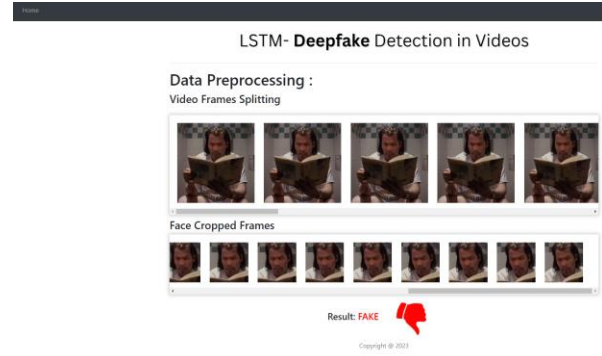 Home
LSTM- Deepfake Detection in Videos
Data Preprocessing :
Video Frames Splitting
Face Cropped Frames
Result: FAKE
Copyright @ 2023